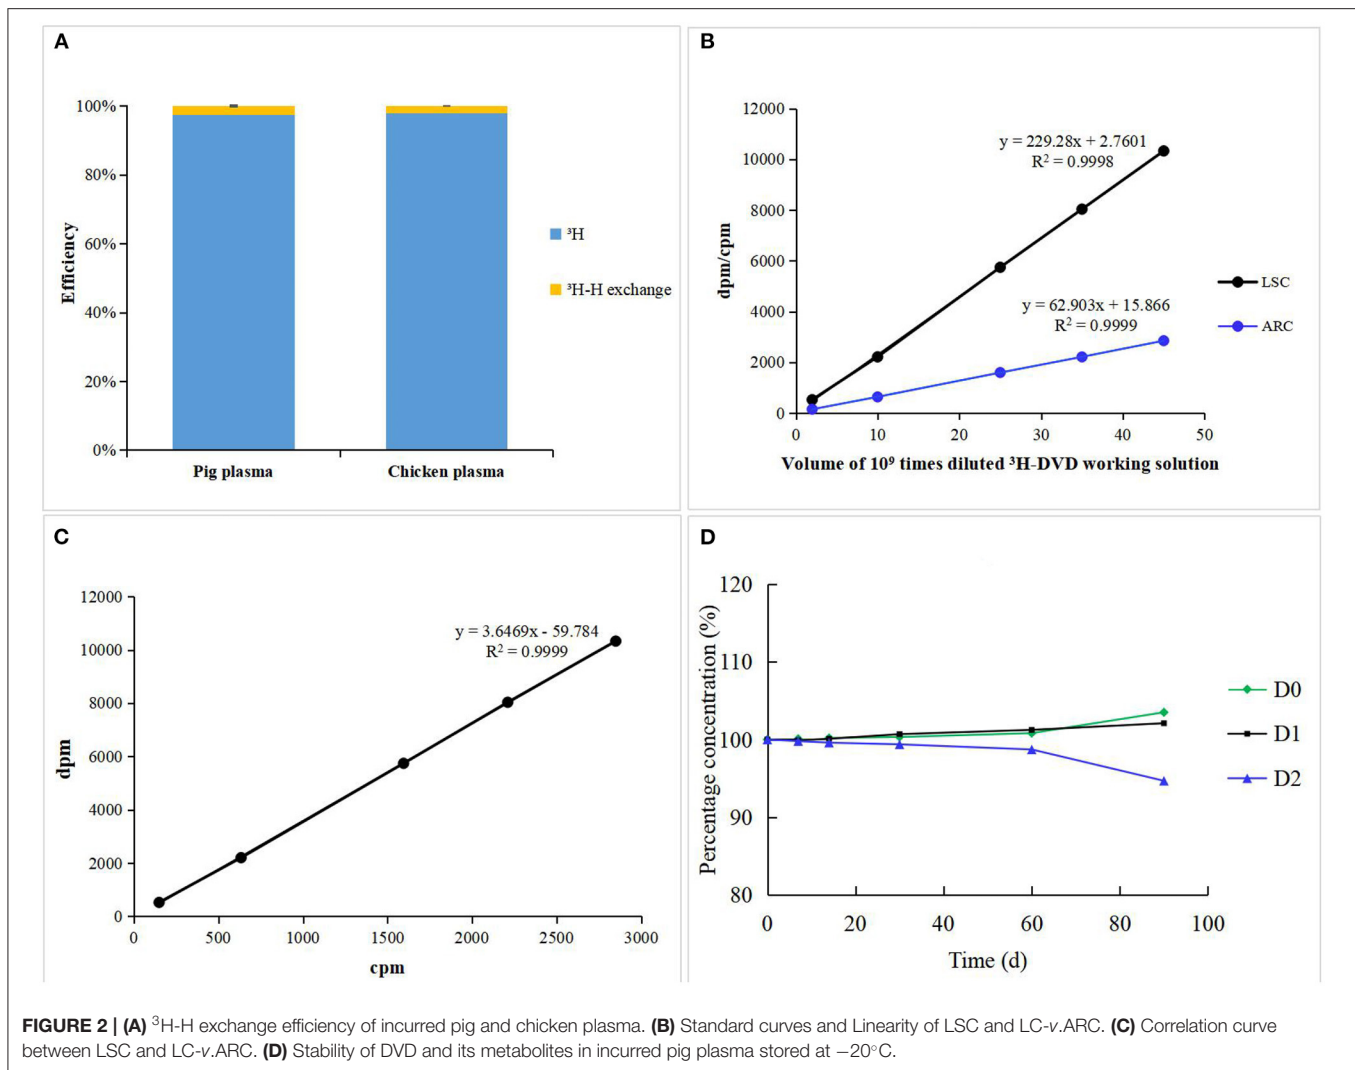 (A)
100%
80%
60%
40%
20%
0%
Efficiency
Pig plasma
Chicken plasma
³H
³H-H exchange
(B)
12000
10000
8000
6000
4000
2000
0
dpm/cpm
y = 229.28x + 2.7601
R² = 0.9998
y = 62.903x + 15.866
R² = 0.9999
LSC
ARC
0 10 20 30 40 50
Volume of 10⁹ times diluted ³H-DVD working solution
(C)
12000
10000
8000
6000
4000
2000
0
dpm
y = 3.6469x - 59.784
R² = 0.9999
0 500 1000 1500 2000 2500 3000
cpm
(D)
120
110
100
90
80
Percentage concentration (%)
D0
D1
D2
0 20 40 60 80 100
Time (d)
FIGURE 2 | (A) ³H-H exchange efficiency of incurred pig and chicken plasma. (B) Standard curves and Linearity of LSC and LC-v.ARC. (C) Correlation curve
between LSC and LC-v.ARC. (D) Stability of DVD and its metabolites in incurred pig plasma stored at −20°C.